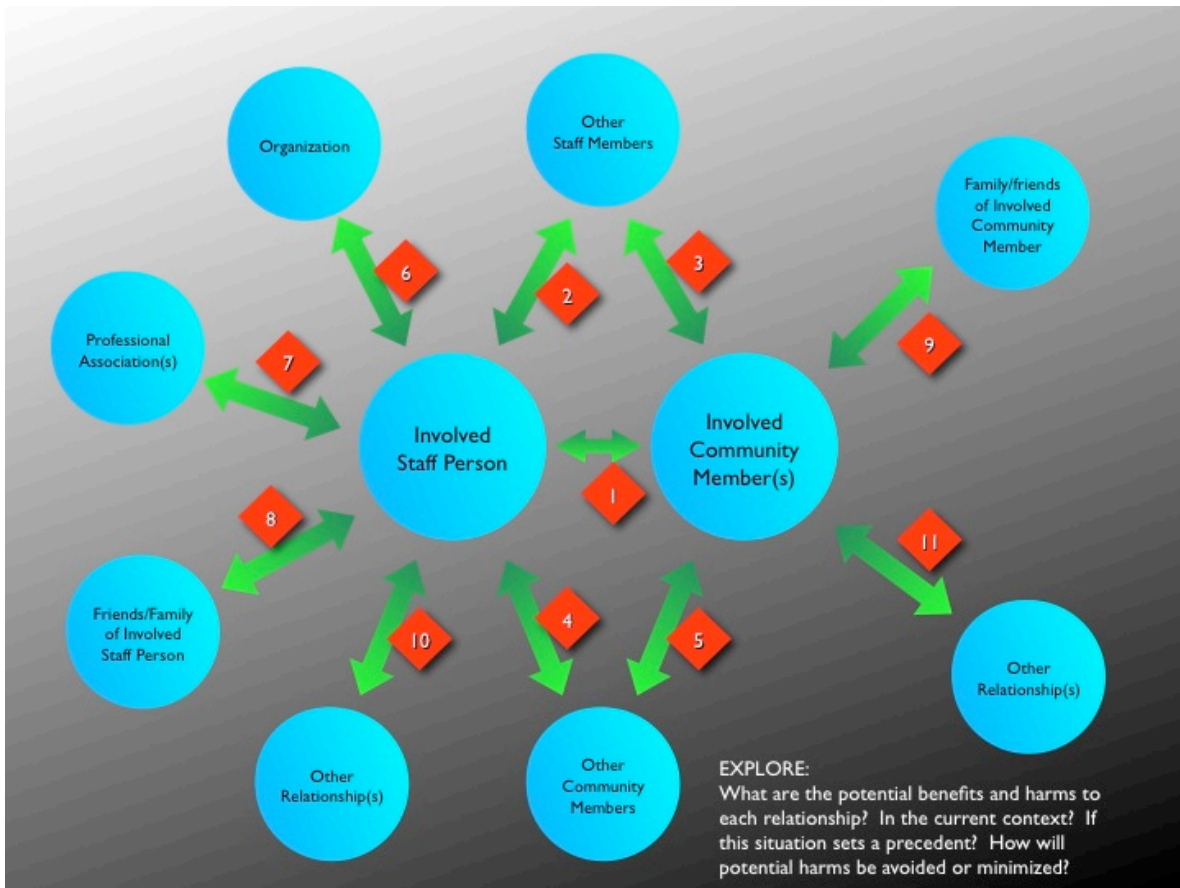 Organization
Other
Staff Members
Family/friends
of Involved
Community
Member
6
2
3
9
Professional
Association(s)
7
Involved
Staff Person
1
Involved
Community
Member(s)
8
Friends/Family
of Involved
Staff Person
10
4
5
11
Other
Relationship(s)
Other
Relationship(s)
Other
Community
Members
EXPLORE:
What are the potential benefits and harms to
each relationship? In the current context? If
this situation sets a precedent? How will
potential harms be avoided or minimized?